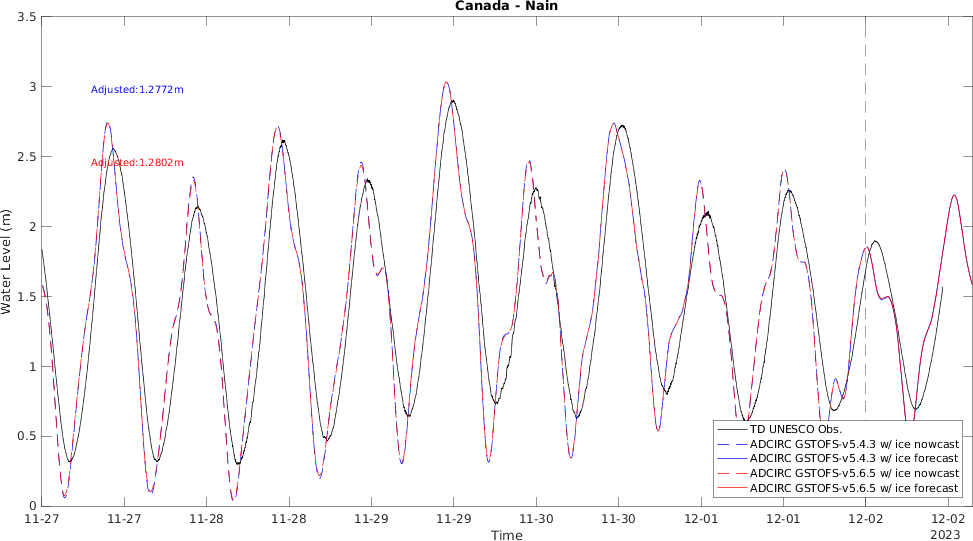 Canada - Nain
3.5
3
2.5
2
1.5
1
0.5
0
Water Level (m)
Adjusted:1.2772m
Adjusted:1.2802m
TD UNESCO Obs.
ADCIRC GSTOFS-v5.4.3 w/ ice nowcast
ADCIRC GSTOFS-v5.4.3 w/ ice forecast
ADCIRC GSTOFS-v5.6.5 w/ ice nowcast
ADCIRC GSTOFS-v5.6.5 w/ ice forecast
11-27 11-27 11-28 11-28 11-29 11-29 11-30 11-30 12-01 12-01 12-02 12-02
2023
Time